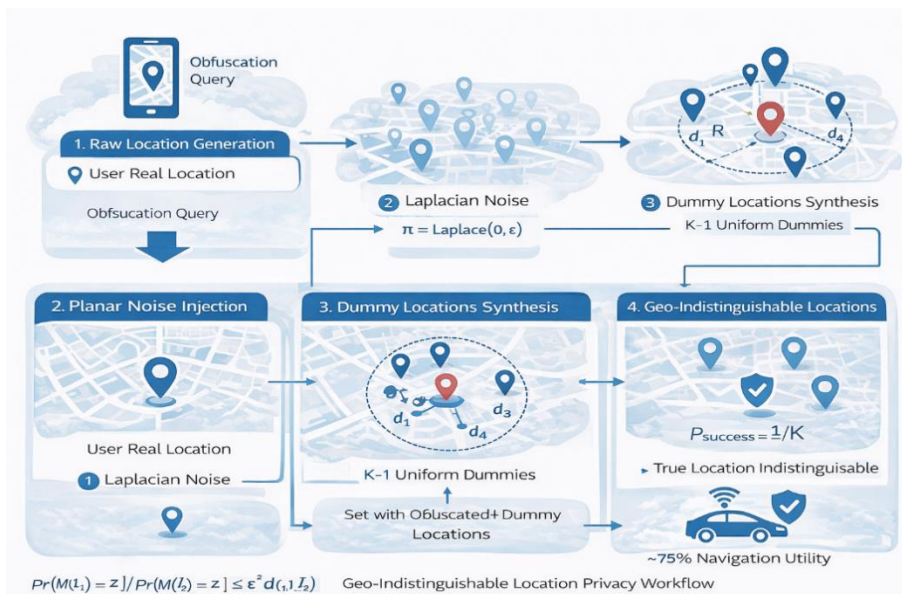 Obfuscation
Query
1. Raw Location Generation
User Real Location
Obfsucation Query
2 Laplacian Noise
π = Laplace(0,ε)
d₁ R d₄
3 Dummy Locations Synthesis
K-1 Uniform Dummies
2. Planar Noise Injection
User Real Location
1 Laplacian Noise
3. Dummy Locations Synthesis
d₁
d₃
d₄
K-1 Uniform Dummies
Set with Obfuscated+ Dummy
Locations
4. Geo-Indistinguishable Locations
Psuccess = 1/K
True Location Indistinguisable
~75% Navigation Utility
Geo-Indistinguishable Location Privacy Workflow